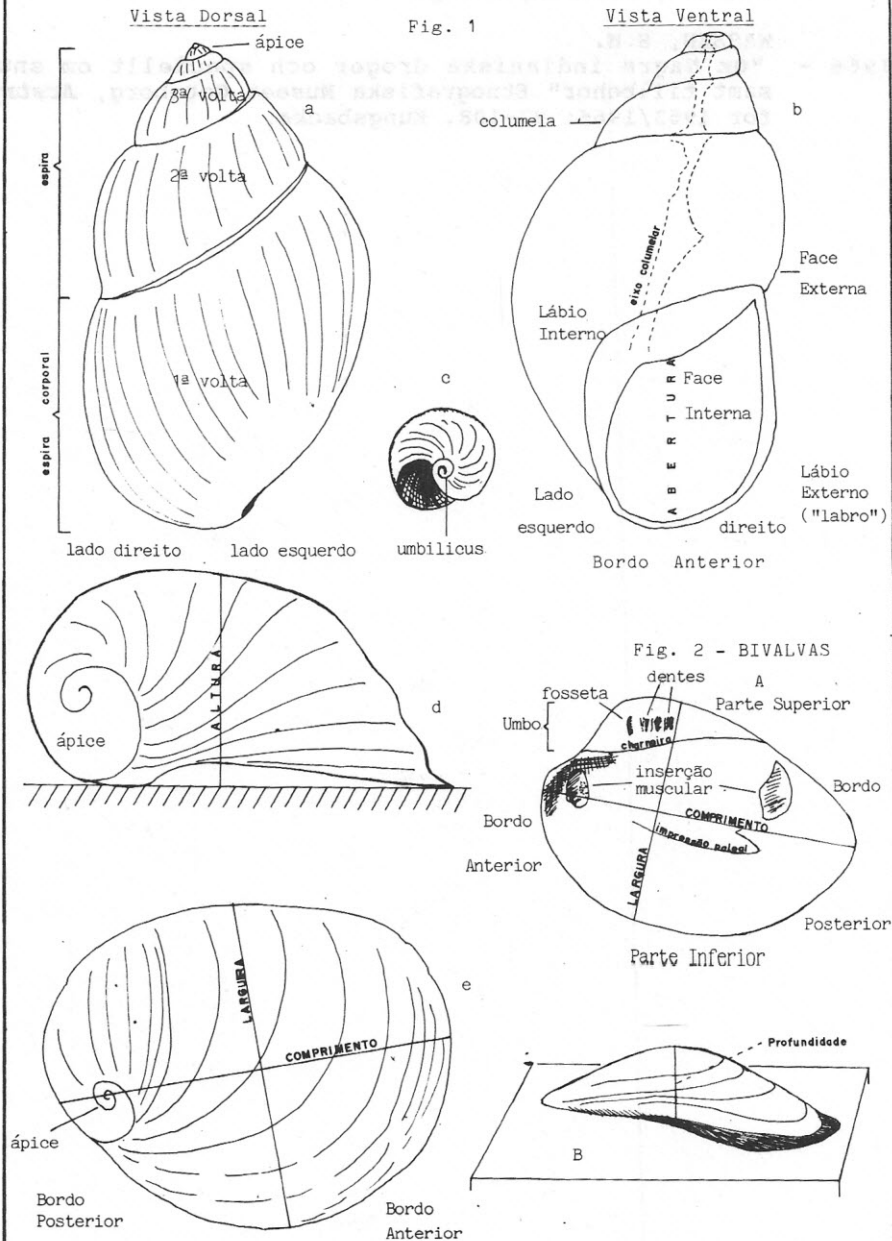 Vista Dorsal
Fig. 1
Vista Ventral
ápice
3ª volta
a
b
columela
espira
2ª volta
eixo columelar
Face
Externa
Lábio
Interno
espira corporal
1ª volta
c
Face
Interna
ABERTURA
Lábio
Externo
("labro")
Lado
esquerdo
direito
lado direito
lado esquerdo
umbilicus
Bordo Anterior
ALTURA
d
ápice
Fig. 2 - BIVALVAS
dentes
A
fosseta
Parte Superior
Umbo
charneira
inserção
muscular
Bordo
COMPRIMENTO
Bordo
impressão paleal
Anterior
LARGURA
Posterior
Parte Inferior
e
LARGURA
COMPRIMENTO
Profundidade
ápice
B
Bordo
Posterior
Bordo
Anterior